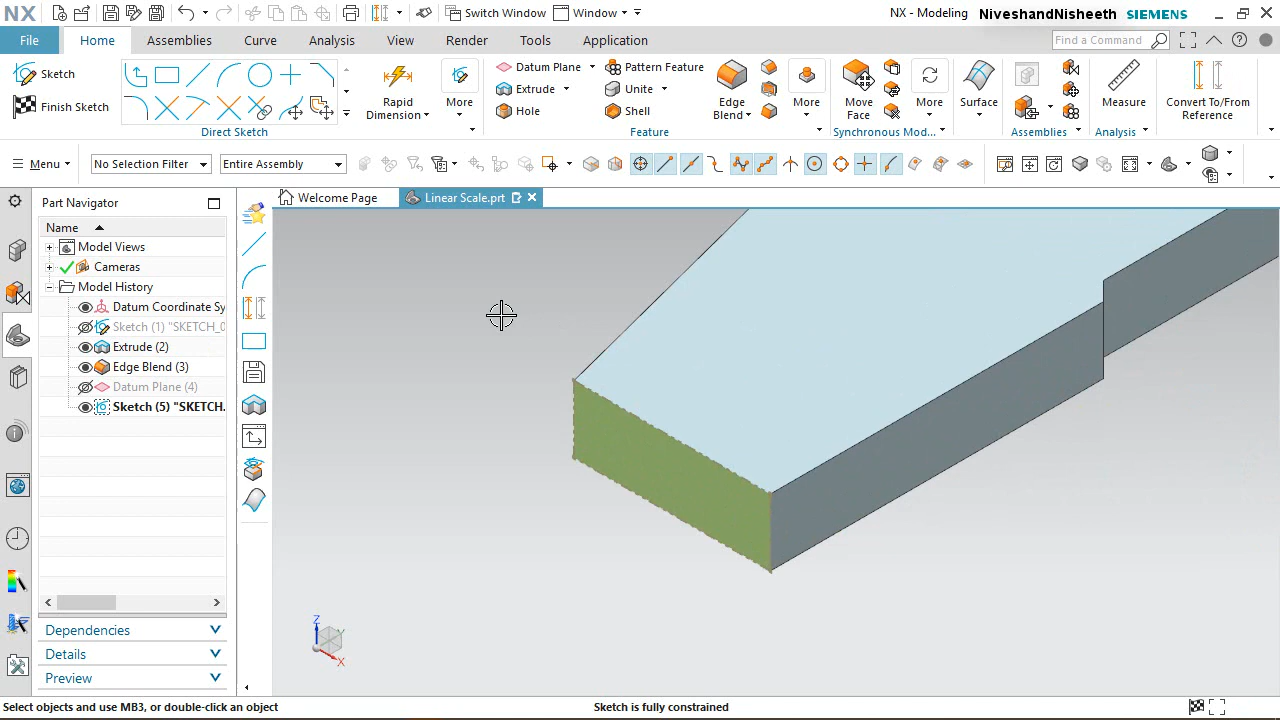 NX
Switch Window
Window
NX - Modeling
NiveshandNisheeth
SIEMENS
File
Home
Assemblies
Curve
Analysis
View
Render
Tools
Application
Find a Command
Sketch
Finish Sketch
Direct Sketch
Rapid Dimension
More
Datum Plane
Extrude
Hole
Pattern Feature
Unite
Shell
Edge Blend
More
Feature
Move Face
More
Synchronous Mod...
Surface
Assemblies
Measure
Analysis
Convert To/From Reference
Menu
No Selection Filter
Entire Assembly
Part Navigator
Welcome Page
Linear Scale.prt
Name
Model Views
Cameras
Model History
Datum Coordinate Sy
Sketch (1) "SKETCH_0
Extrude (2)
Edge Blend (3)
Datum Plane (4)
Sketch (5) "SKETCH.
Dependencies
Details
Preview
Z
Y
X
Select objects and use MB3, or double-click an object
Sketch is fully constrained